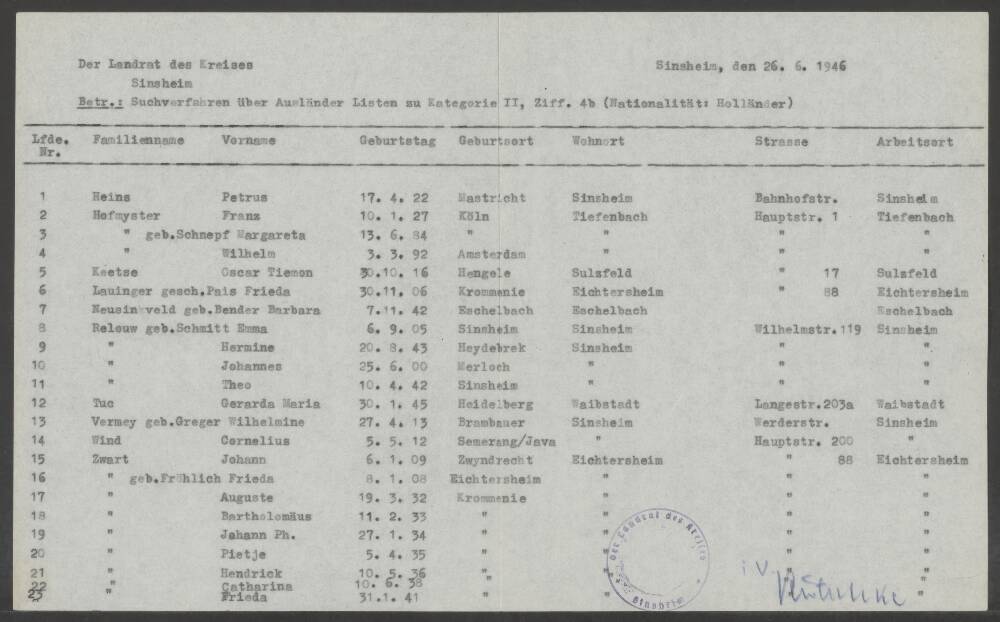 Der Landrat des Kreises Sinsheim, den 26. 6. 1946
Sinsheim
Betr.: Suchverfahren über Ausländer Listen zu Kategorie II, Ziff. 4b (Nationalität: Holländer)
Lfde. Familienname Vorname Geburtstag Geburtsort Wohnort Strasse Arbeitsort
Nr.
1 Heins Petrus 17. 4. 22 Mastricht Sinsheim Bahnhofstr. Sinsheim
2 Hofmyster Franz 10. 1. 27 Köln Tiefenbach Hauptstr. 1 Tiefenbach
3 " geb.Schnepf Margareta 13. 6. 84 " " " "
4 " Wilhelm 3. 3. 92 Amsterdam " " "
5 Keetse Oscar Tiemon 30.10. 16 Hengele Sulzfeld " 17 Sulzfeld
6 Lauinger gesch.Pais Frieda 30.11. 06 Krommenie Eichtersheim " 88 Eichtersheim
7 Neusinkveld geb.Bender Barbara 7.11. 42 Eschelbach Eschelbach Eschelbach
8 Relouw geb.Schmitt Emma 6. 9. 05 Sinsheim Sinsheim Wilhelmstr.119 Sinsheim
9 " Hermine 20. 8. 43 Heydebrek Sinsheim " "
10 " Johannes 25. 6. 00 Merloch " " "
11 " Theo 10. 4. 42 Sinsheim " " "
12 Tuc Gerarda Maria 30. 1. 45 Heidelberg Waibstadt Langestr.203a Waibstadt
13 Vermey geb.Greger Wilhelmine 27. 4. 13 Brambauer Sinsheim Werderstr. Sinsheim
14 Wind Cornelius 5. 5. 12 Semerang/Java " Hauptstr. 200 "
15 Zwart Johann 6. 1. 09 Zwyndrecht Eichtersheim " 88 Eichtersheim
16 " geb.Fröhlich Frieda 8. 1. 08 Eichtersheim " " "
17 " Auguste 19. 3. 32 Krommenie " " "
18 " Bartholomäus 11. 2. 33 " " " "
19 " Johann Ph. 27. 1. 34 " " " "
20 " Pietje 5. 4. 35 " " " "
21 " Hendrick 10. 5. 36 " " " "
22 " Catharina 10. 6. 38 " " " "
23 Frieda 31.1. 41
Der Landrat des Kreises
Sinsheim
i V.